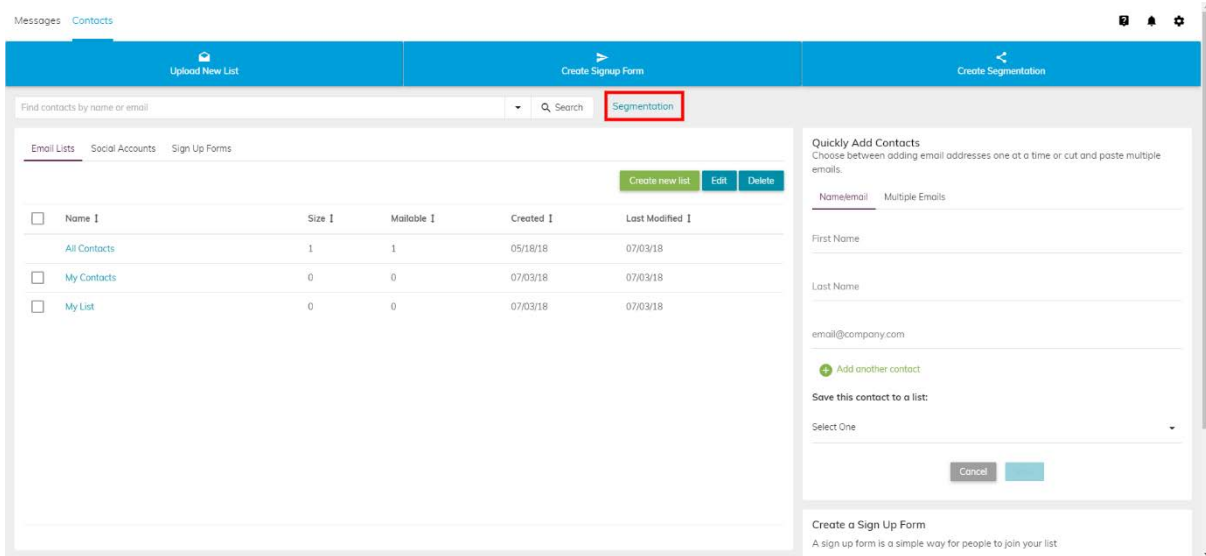 Messages Contacts
Upload New List
Create Signup Form
Create Segmentation
Find contacts by name or email
Search
Segmentation
Email Lists Social Accounts Sign Up Forms
Create new list Edit Delete
Name Size Mailable Created Last Modified
All Contacts 1 1 05/18/18 07/03/18
My Contacts 0 0 07/03/18 07/03/18
My List 0 0 07/03/18 07/03/18
Quickly Add Contacts
Choose between adding email addresses one at a time or cut and paste multiple
emails.
Name/email Multiple Emails
First Name
Last Name
email@company.com
Add another contact
Save this contact to a list:
Select One
Cancel
Create a Sign Up Form
A sign up form is a simple way for people to join your list